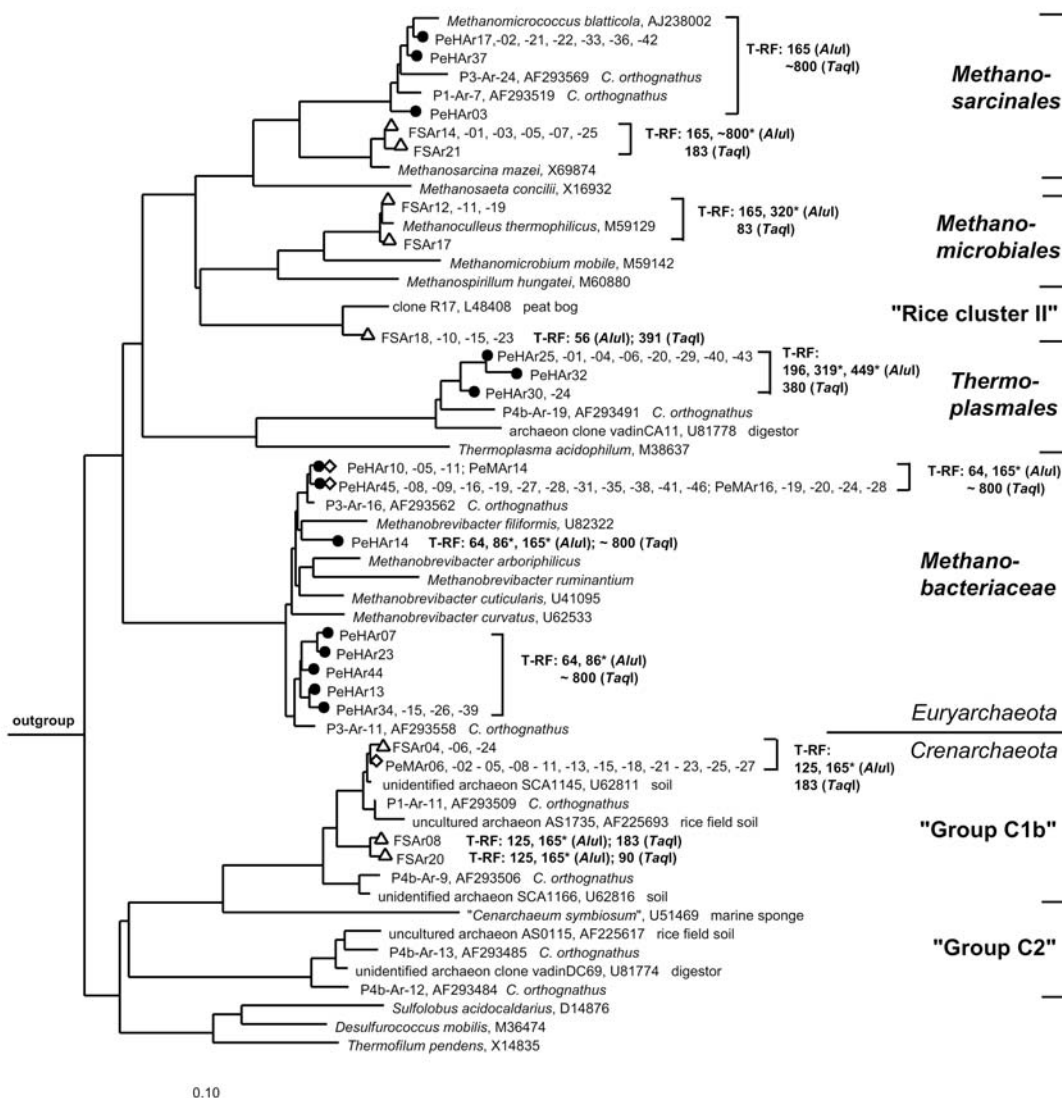 Methanomicrococcus blatticola, AJ238002
PeHAr17,-02, -21, -22, -33, -36, -42
PeHAr37
P3-Ar-24, AF293569 C. orthognathus
P1-Ar-7, AF293519 C. orthognathus
PeHAr03
T-RF: 165 (AluI)
~800 (TaqI)
Methano-
sarcinales
FSAr14, -01, -03, -05, -07, -25
FSAr21
T-RF: 165, ~800* (AluI)
183 (TaqI)
Methanosarcina mazei, X69874
Methanosaeta concilii, X16932
FSAr12, -11, -19
Methanoculleus thermophilicus, M59129
FSAr17
T-RF: 165, 320* (AluI)
83 (TaqI)
Methano-
microbiales
Methanomicrobium mobile, M59142
Methanospirillum hungatei, M60880
clone R17, L48408 peat bog
FSAr18, -10, -15, -23 T-RF: 56 (AluI); 391 (TaqI)
"Rice cluster II"
PeHAr25, -01, -04, -06, -20, -29, -40, -43
PeHAr32
PeHAr30, -24
T-RF:
196, 319*, 449* (AluI)
380 (TaqI)
Thermo-
plasmales
P4b-Ar-19, AF293491 C. orthognathus
archaeon clone vadinCA11, U81778 digestor
Thermoplasma acidophilum, M38637
PeHAr10, -05, -11; PeMAr14
PeHAr45, -08, -09, -16, -19, -27, -28, -31, -35, -38, -41, -46; PeMAr16, -19, -20, -24, -28
T-RF: 64, 165* (AluI)
~ 800 (TaqI)
P3-Ar-16, AF293562 C. orthognathus
Methanobrevibacter filiformis, U82322
PeHAr14 T-RF: 64, 86*, 165* (AluI); ~ 800 (TaqI)
Methanobrevibacter arboriphilicus
Methanobrevibacter ruminantium
Methanobrevibacter cuticularis, U41095
Methanobrevibacter curvatus, U62533
Methano-
bacteriaceae
PeHAr07
PeHAr23
PeHAr44
PeHAr13
PeHAr34, -15, -26, -39
T-RF: 64, 86* (AluI)
~ 800 (TaqI)
P3-Ar-11, AF293558 C. orthognathus
outgroup
Euryarchaeota
Crenarchaeota
FSAr04, -06, -24
PeMAr06, -02 - 05, -08 - 11, -13, -15, -18, -21 - 23, -25, -27
T-RF:
125, 165* (AluI)
183 (TaqI)
unidentified archaeon SCA1145, U62811 soil
P1-Ar-11, AF293509 C. orthognathus
uncultured archaeon AS1735, AF225693 rice field soil
FSAr08 T-RF: 125, 165* (AluI); 183 (TaqI)
FSAr20 T-RF: 125, 165* (AluI); 90 (TaqI)
"Group C1b"
P4b-Ar-9, AF293506 C. orthognathus
unidentified archaeon SCA1166, U62816 soil
"Cenarchaeum symbiosum", U51469 marine sponge
uncultured archaeon AS0115, AF225617 rice field soil
P4b-Ar-13, AF293485 C. orthognathus
unidentified archaeon clone vadinDC69, U81774 digestor
P4b-Ar-12, AF293484 C. orthognathus
"Group C2"
Sulfolobus acidocaldarius, D14876
Desulfurococcus mobilis, M36474
Thermofilum pendens, X14835
0.10